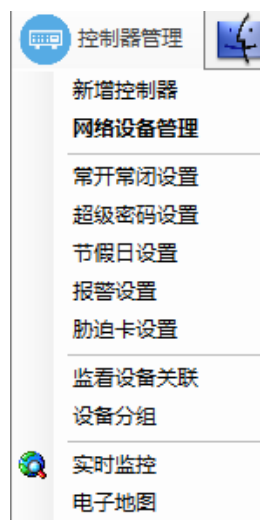 控制器管理
新增控制器
网络设备管理
常开常闭设置
超级密码设置
节假日设置
报警设置
胁迫卡设置
监看设备关联
设备分组
实时监控
电子地图